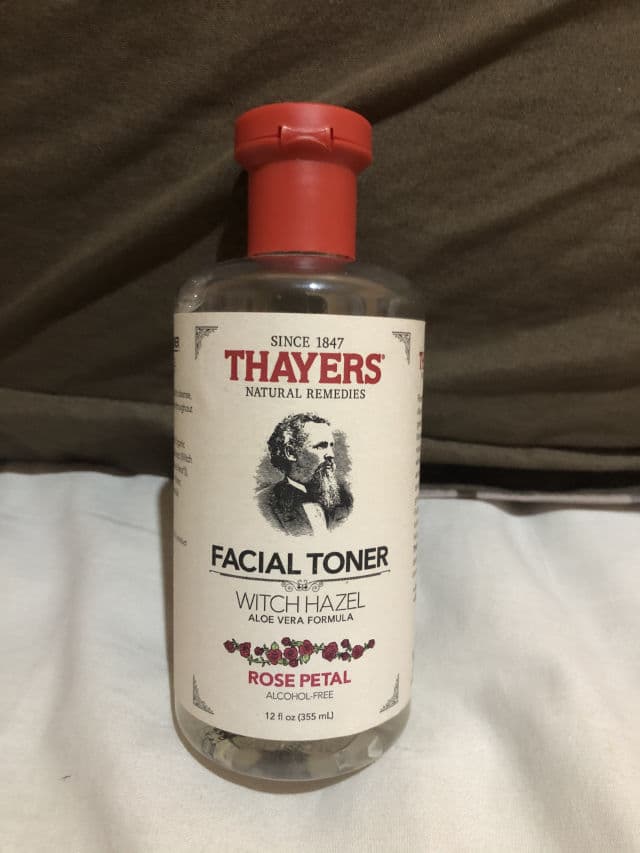 SINCE 1847
THAYERS®
NATURAL REMEDIES
FACIAL TONER
WITCH HAZEL
ALOE VERA FORMULA
ROSE PETAL
ALCOHOL-FREE
12 fl oz (355 mL)